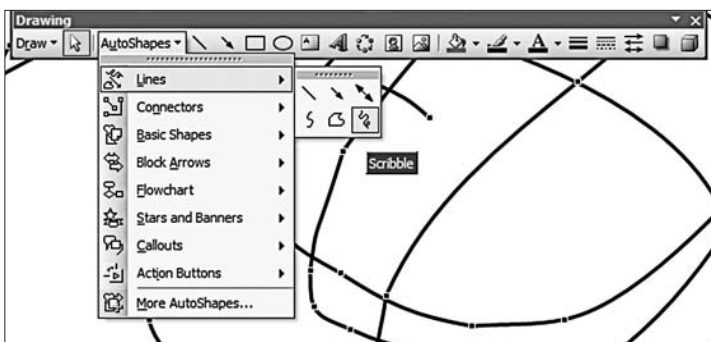 Drawing
Draw AutoShapes A A
Lines
Connectors
Basic Shapes
Block Arrows
Flowchart
Stars and Banners
Callouts
Action Buttons
More AutoShapes...
Scribble